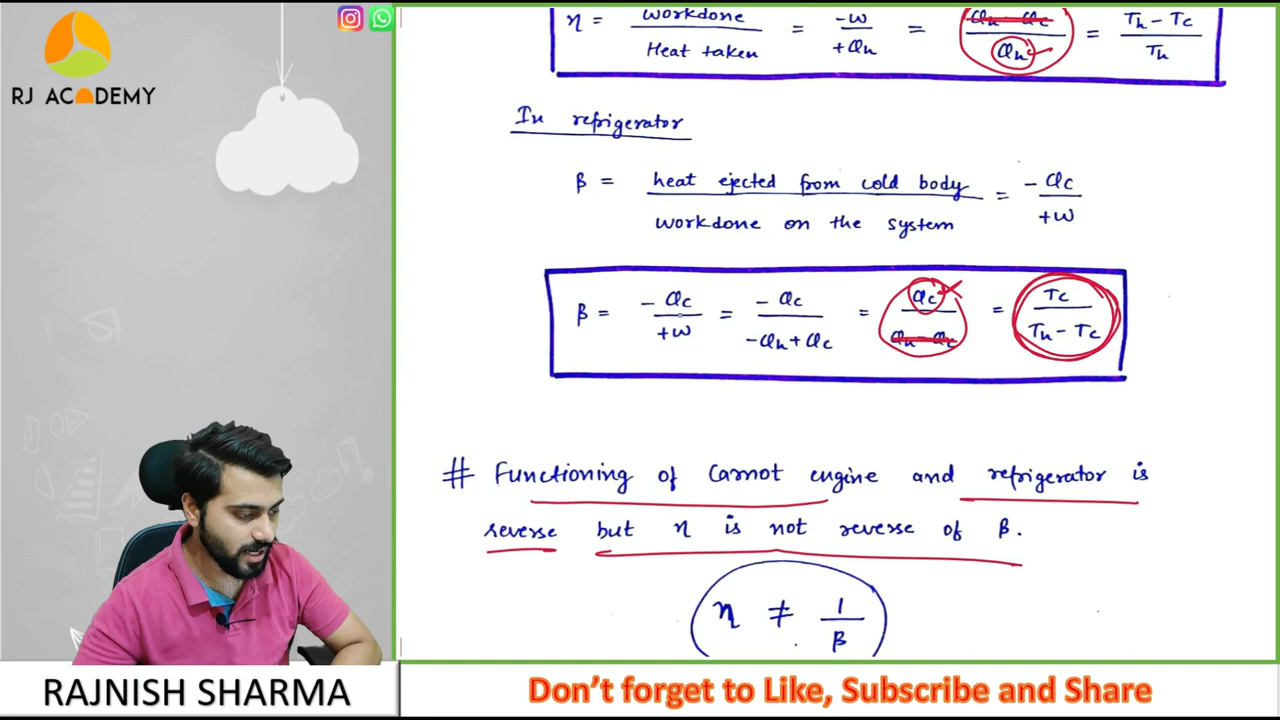 RJ ACADEMY
η = workdone / Heat taken = -w / +Qh = Qh - Qc / Qh = Th - Tc / Th
In refrigerator
β = heat ejected from cold body / workdone on the system = - Qc / +w
β = - Qc / +w = - Qc / -Qh + Qc = Qc / Qh - Qc = Tc / Th - Tc
# Functioning of Carnot engine and refrigerator is
reverse but η is not reverse of β.
η ≠ 1 / β
RAJNISH SHARMA
Don't forget to Like, Subscribe and Share